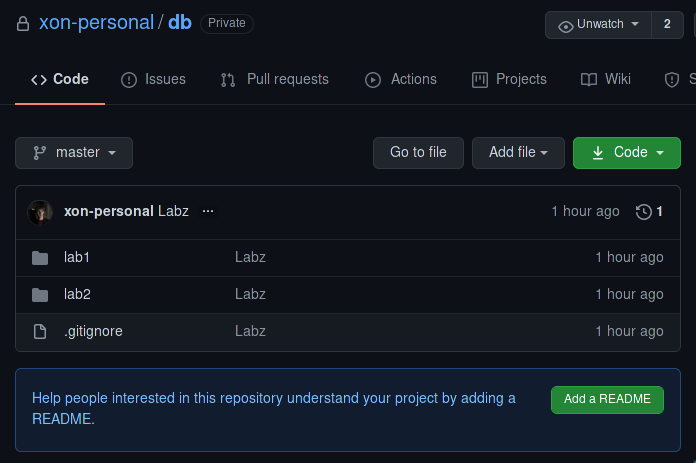 xon-personal / db Private Unwatch 2
Code Issues Pull requests Actions Projects Wiki S
master Go to file Add file Code
xon-personal Labz ... 1 hour ago 1
lab1 Labz 1 hour ago
lab2 Labz 1 hour ago
.gitignore Labz 1 hour ago
Help people interested in this repository understand your project by adding a
README.
Add a README